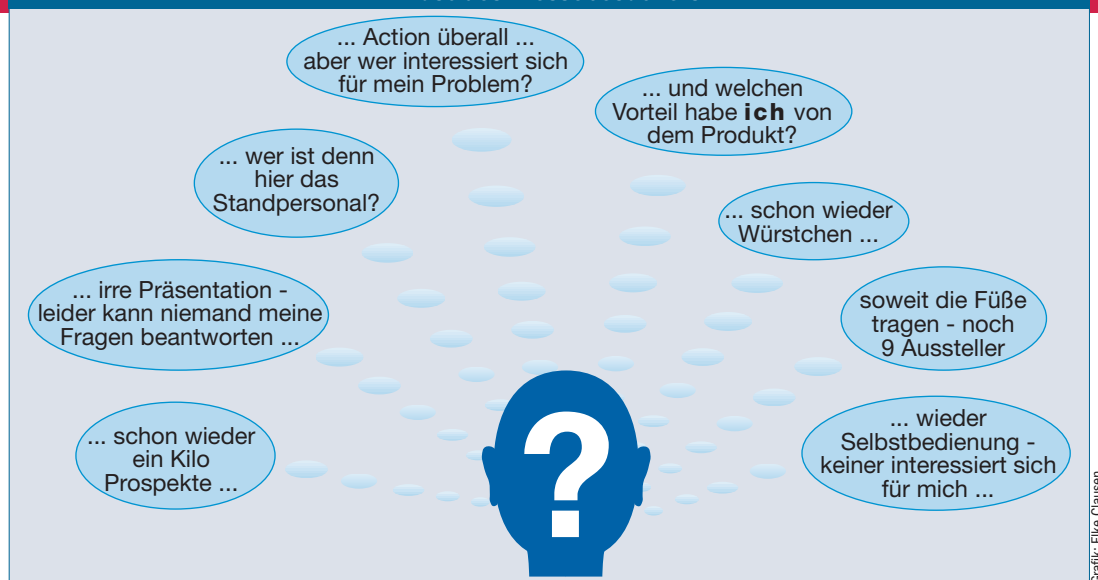 ... Action überall ...
aber wer interessiert sich
für mein Problem?
... und welchen
Vorteil habe ich von
dem Produkt?
... wer ist denn
hier das
Standpersonal?
... schon wieder
Würstchen ...
... irre Präsentation -
leider kann niemand meine
Fragen beantworten ...
soweit die Füße
tragen - noch
9 Aussteller
... schon wieder
ein Kilo
Prospekte ...
... wieder
Selbstbedienung -
keiner interessiert sich
für mich ...
?
Grafik: Elke Clausen